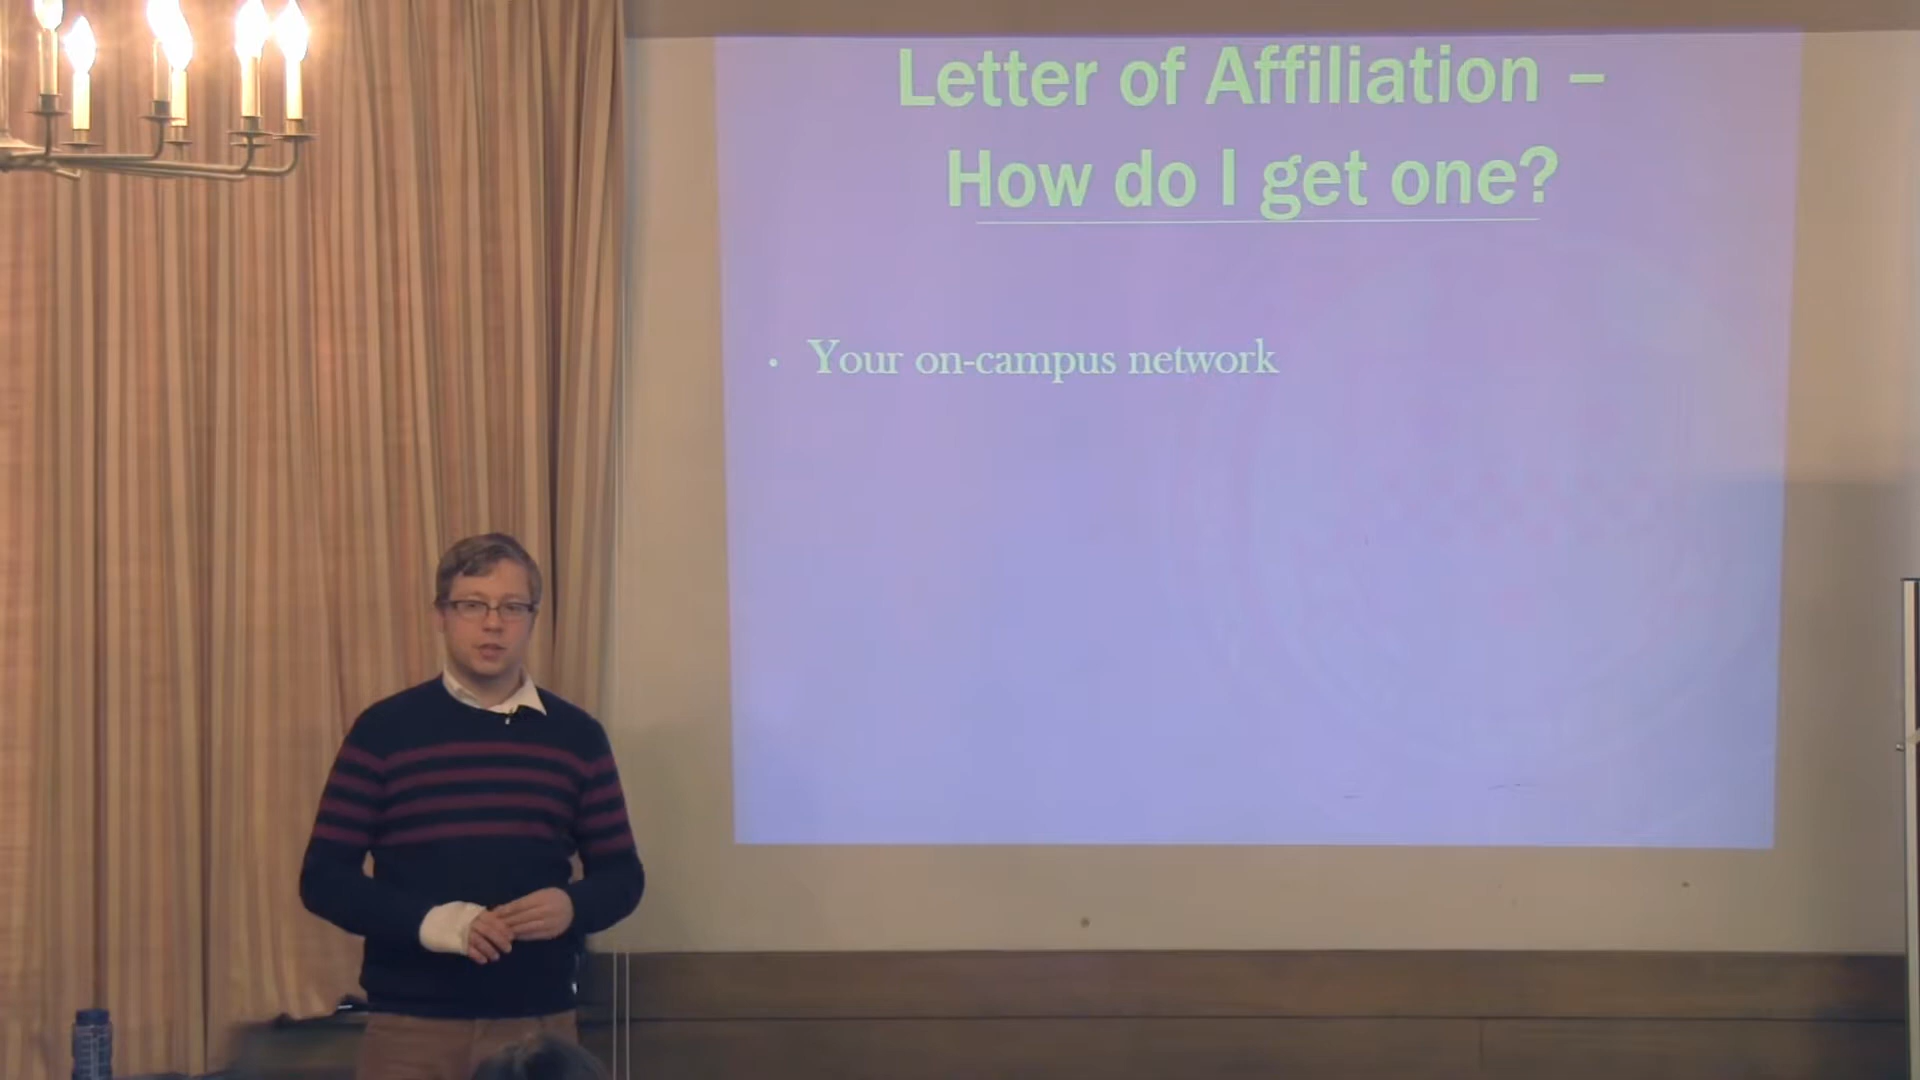 Letter of Affiliation –
How do I get one?
• Your on-campus network